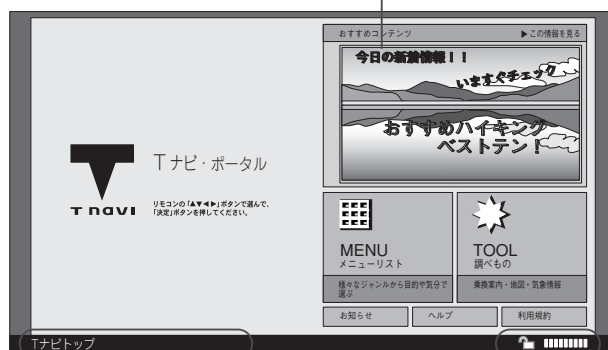 おすすめコンテンツ
▶この情報を見る
今日の新着情報！！
いますぐチェック
おすすめハイキング
ベストテン！
Tナビ・ポータル
T navi
リモコンの「▲▼◀▶」ボタンで選んで、
「決定」ボタンを押してください。
MENU
メニューリスト
様々なジャンルから目的や気分で
選ぶ
TOOL
調べもの
乗換案内・地図・気象情報
お知らせ
ヘルプ
利用規約
Tナビトップ